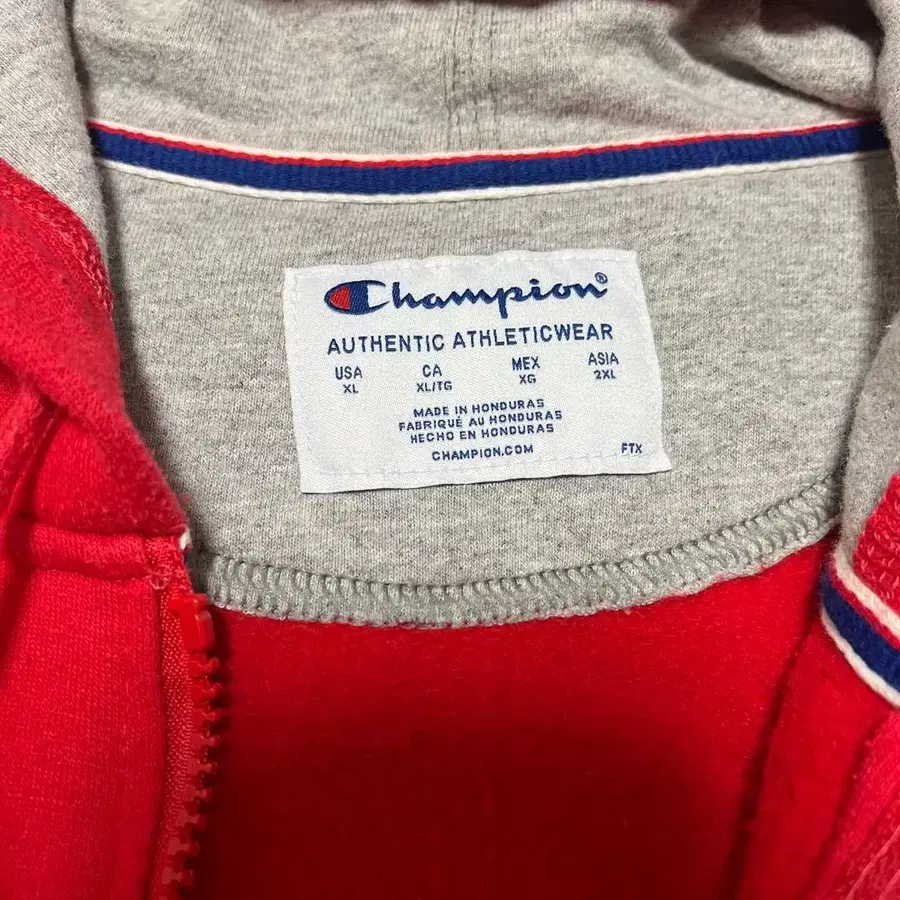 Champion®
AUTHENTIC ATHLETICWEAR
USA CA MEX ASIA
XL XL/TG XG 2XL
MADE IN HONDURAS
FABRIQUÉ AU HONDURAS
HECHO EN HONDURAS
CHAMPION.COM
FTX